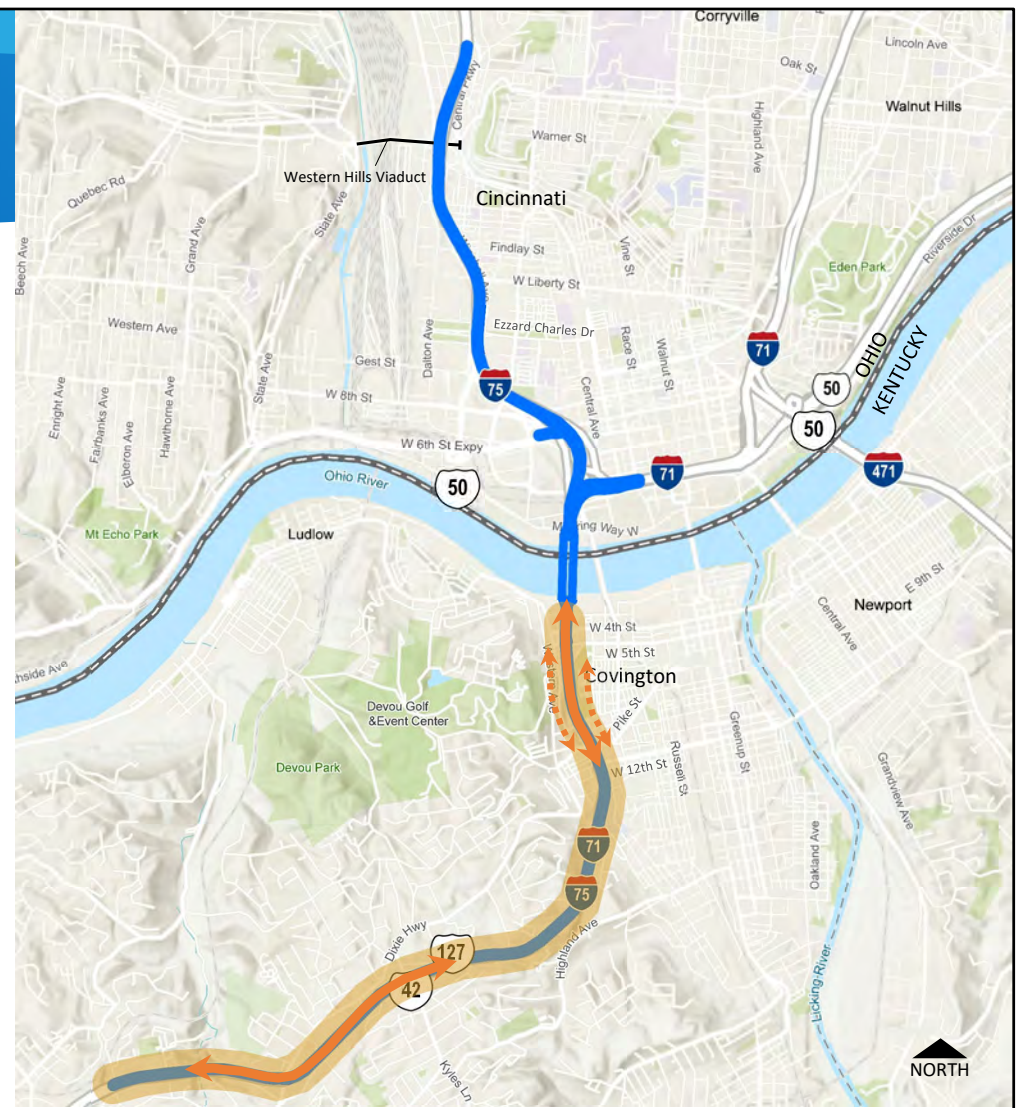 Corryville
Lincoln Ave
Oak St
Central Pkwy
Highland Ave
Walnut Hills
Warner St
Western Hills Viaduct
Quebec Rd
State Ave
Cincinnati
Grand Ave
Beech Ave
Findlay St
Vine St
Riverside Dr
Eden Park
W Liberty St
Western Ave
Dalton Ave
Ezzard Charles Dr
Race St
Walnut St
OHIO
KENTUCKY
71
Gest St
State Ave
75
50
W 8th St
Central Ave
Enright Ave
Fairbanks Ave
Elberon Ave
Hawthorne Ave
50
W 6th St Expy
71
471
Ohio River
50
Mt Echo Park
Ludlow
Newport
E 9th St
Central Ave
W 4th St
W 5th St
Covington
Devou Golf
&Event Center
Pike St
Devou Park
W 12th St
Russell St
Greenup St
Grandview Ave
71
Oakland Ave
75
Dixie Hwy
127
Highland Ave
42
Licking River
Kyles Ln
NORTH